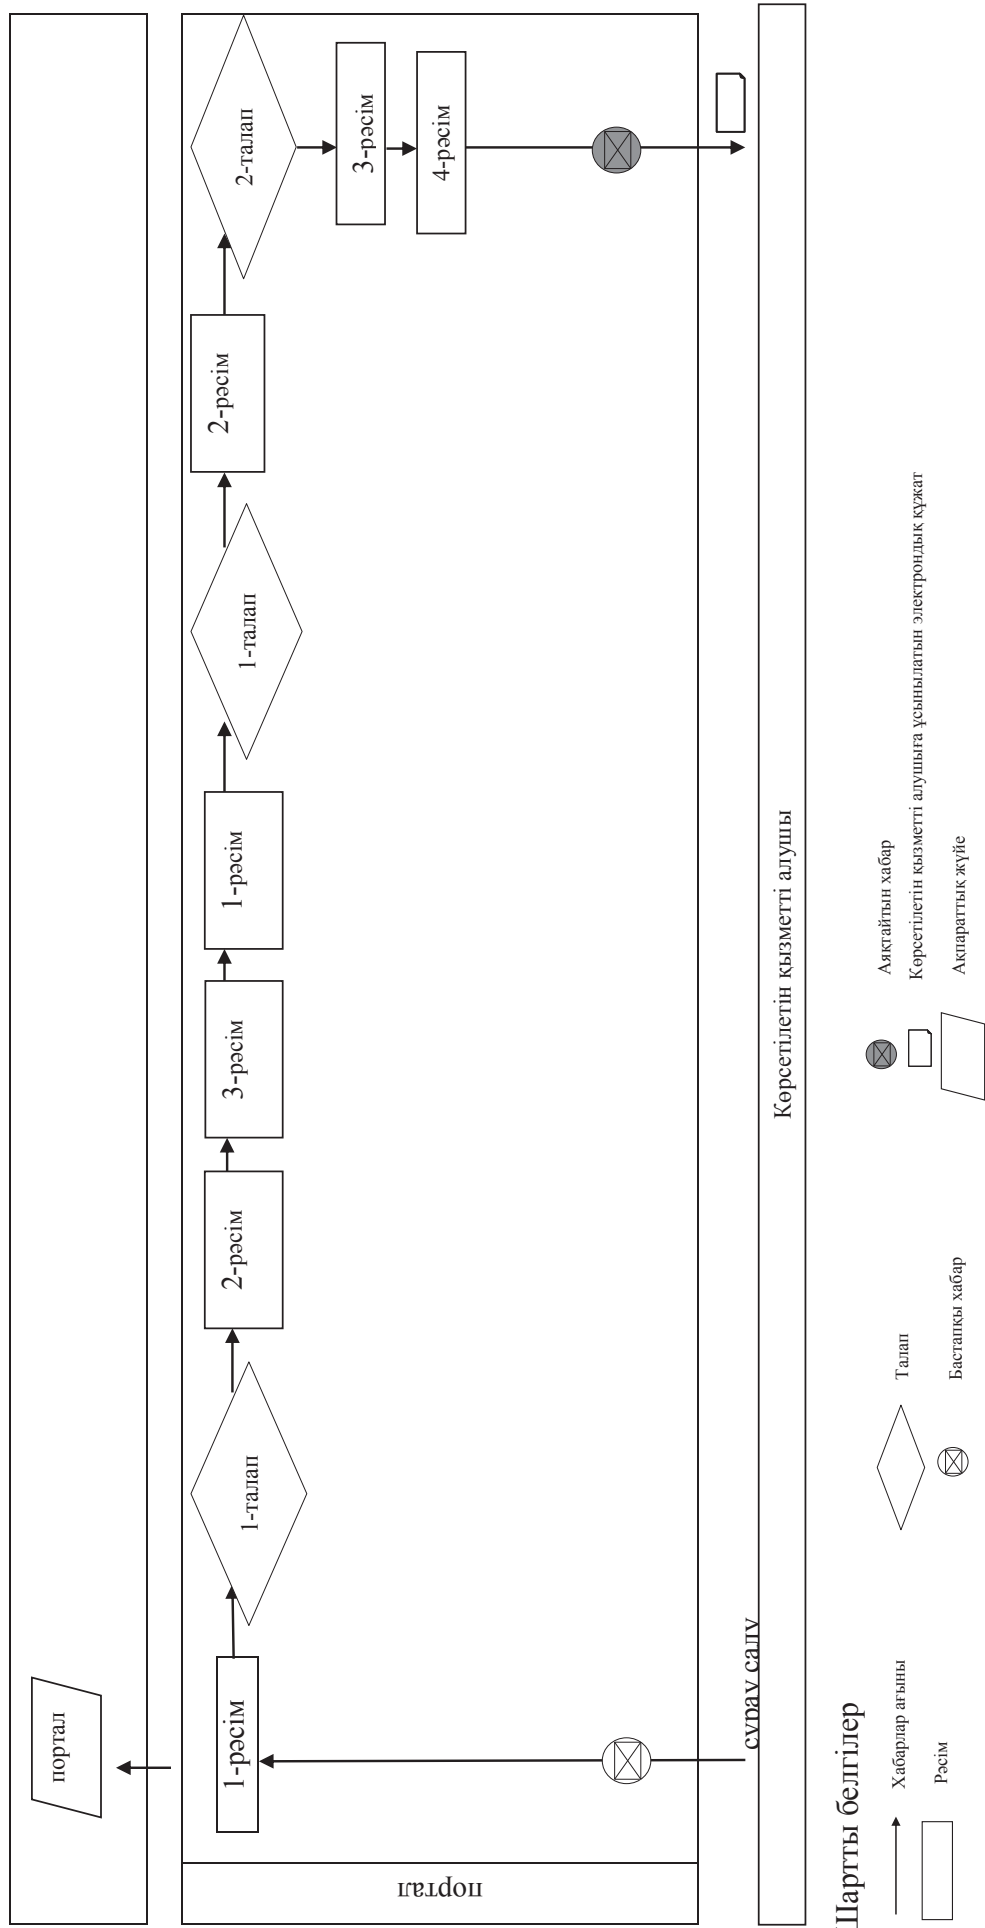 портал
портал
1-рәсім
1-талап
2-рәсім
3-рәсім
1-рәсім
1-талап
2-рәсім
2-талап
3-рәсім
4-рәсім
сұрау салу
Көрсетілетін қызметті алушы
Шартты белгілер
Хабарлар ағыны
Рәсім
Талап
Бастапқы хабар
Аяқтайтын хабар
Көрсетілетін қызметті алушыға ұсынылатын электрондық құжат
Ақпараттық жүйе